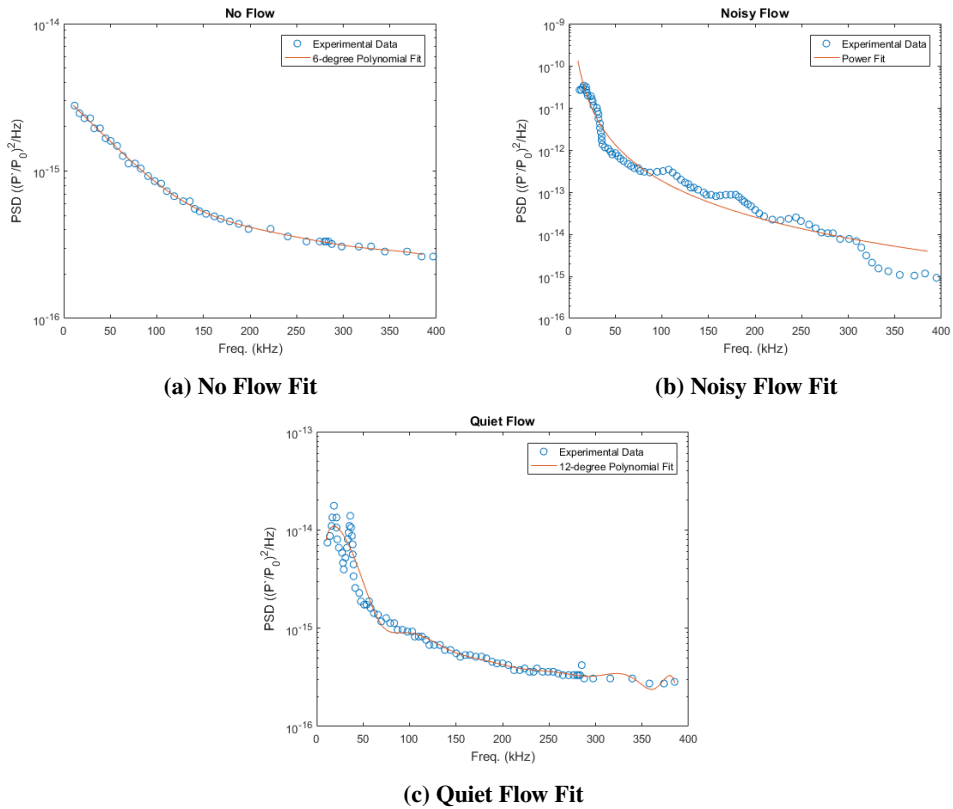 No Flow
10^-14
10^-15
10^-16
PSD ((P'/P_0)^2/Hz)
Experimental Data
6-degree Polynomial Fit
0 50 100 150 200 250 300 350 400
Freq. (kHz)
(a) No Flow Fit
Noisy Flow
10^-9
10^-10
10^-11
10^-12
10^-13
10^-14
10^-15
10^-16
PSD ((P'/P_0)^2/Hz)
Experimental Data
Power Fit
0 50 100 150 200 250 300 350 400
Freq. (kHz)
(b) Noisy Flow Fit
Quiet Flow
10^-13
10^-14
10^-15
10^-16
PSD ((P'/P_0)^2/Hz)
Experimental Data
12-degree Polynomial Fit
0 50 100 150 200 250 300 350 400
Freq. (kHz)
(c) Quiet Flow Fit